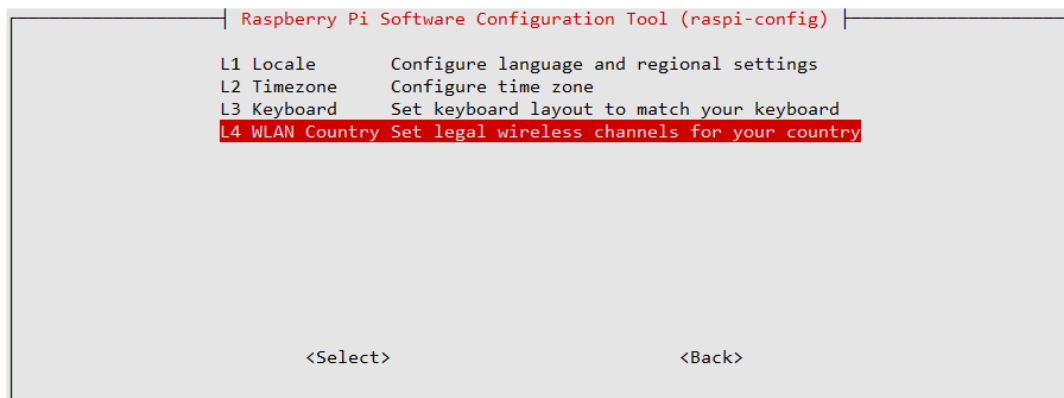 Raspberry Pi Software Configuration Tool (raspi-config)
L1 Locale Configure language and regional settings
L2 Timezone Configure time zone
L3 Keyboard Set keyboard layout to match your keyboard
L4 WLAN Country Set legal wireless channels for your country
<Select> <Back>